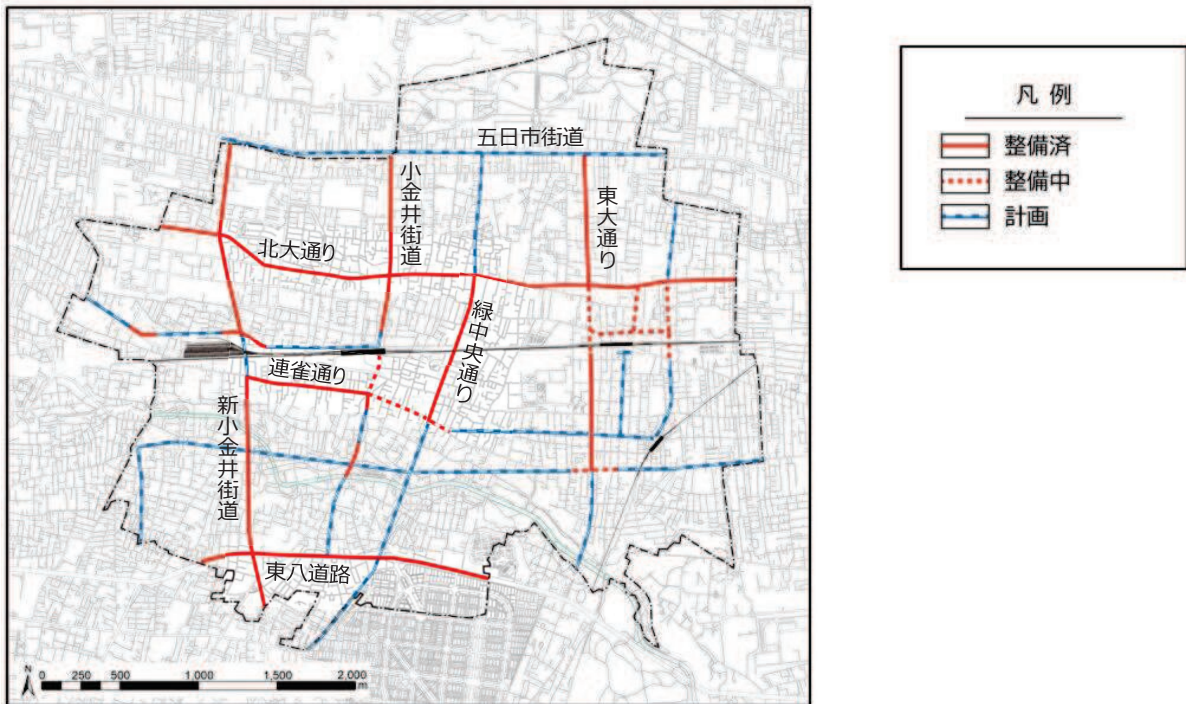 五日市街道
小金井街道
東大通り
北大通り
緑中央通り
連雀通り
新小金井街道
東八道路
N
0 250 500 1,000 1,500 2,000
m
凡 例
整備済
整備中
計画